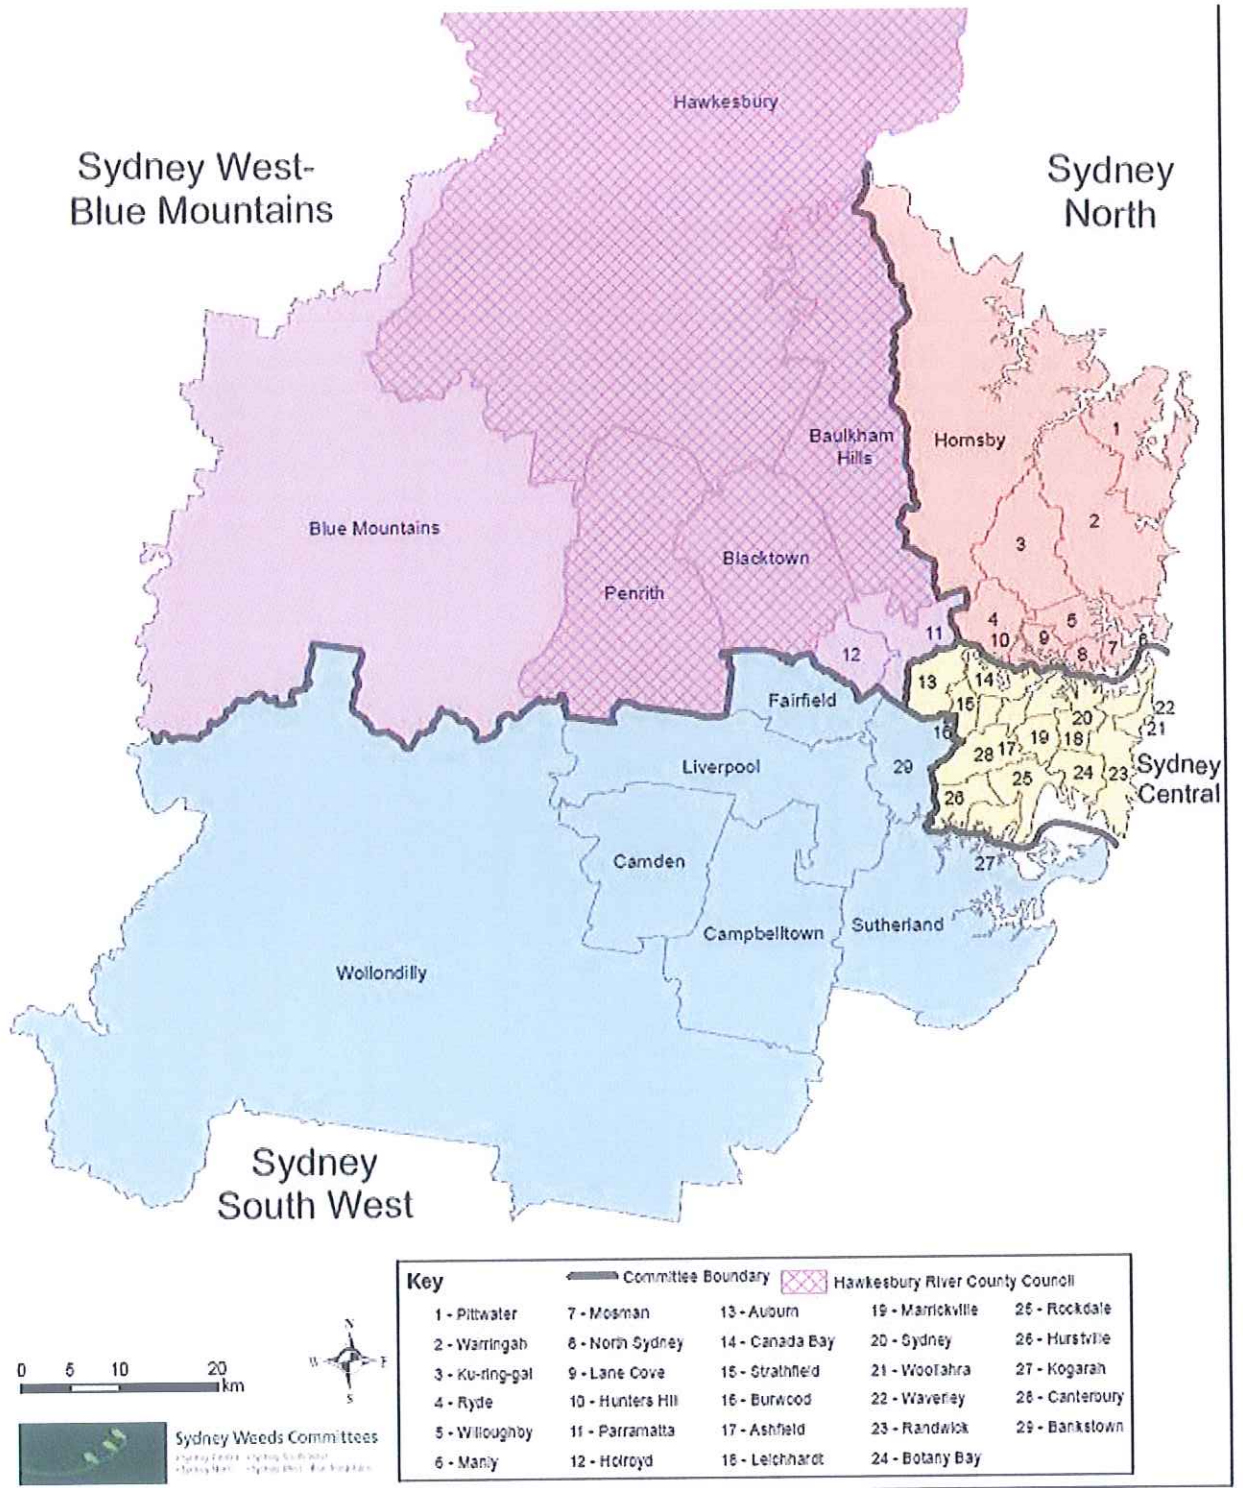 Hawkesbury
Sydney West-
Blue Mountains
Sydney
North
Baulkham
Hills
Hornsby
1
2
3
Blue Mountains
Blacktown
Penrith
4
5
10
9
8
7
6
11
12
13
14
15
16
Fairfield
20
22
21
28
17
19
18
Liverpool
29
25
24
23
26
Sydney
Central
27
Camden
Campbelltown
Sutherland
Wollondilly
Sydney
South West
Key
Committee Boundary
Hawkesbury River County Council
1 - Pittwater
2 - Warringah
3 - Ku-ring-gai
4 - Ryde
5 - Willoughby
6 - Manly
7 - Mosman
8 - North Sydney
9 - Lane Cove
10 - Hunters Hill
11 - Parramatta
12 - Holroyd
13 - Auburn
14 - Canada Bay
15 - Strathfield
16 - Burwood
17 - Ashfield
18 - Leichhardt
19 - Marrickville
20 - Sydney
21 - Woollahra
22 - Waverley
23 - Randwick
24 - Botany Bay
25 - Rockdale
26 - Hurstville
27 - Kogarah
28 - Canterbury
29 - Bankstown
N
W
E
S
0 5 10 20
km
Sydney Weeds Committees